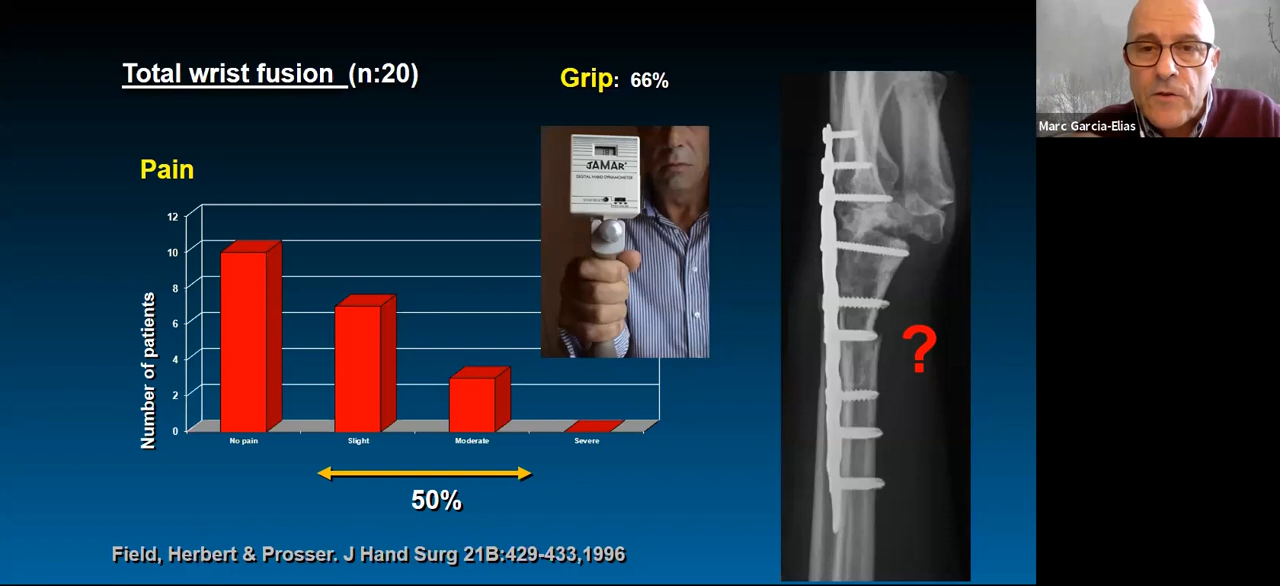 Total wrist fusion (n:20)
Grip: 66%
Marc Garcia-Elias
Pain
JAMAR
DIGITAL HAND DYNAMOMETER
12
10
8
6
4
2
0
Number of patients
No pain
Slight
Moderate
Severe
?
50%
Field, Herbert & Prosser. J Hand Surg 21B:429-433,1996